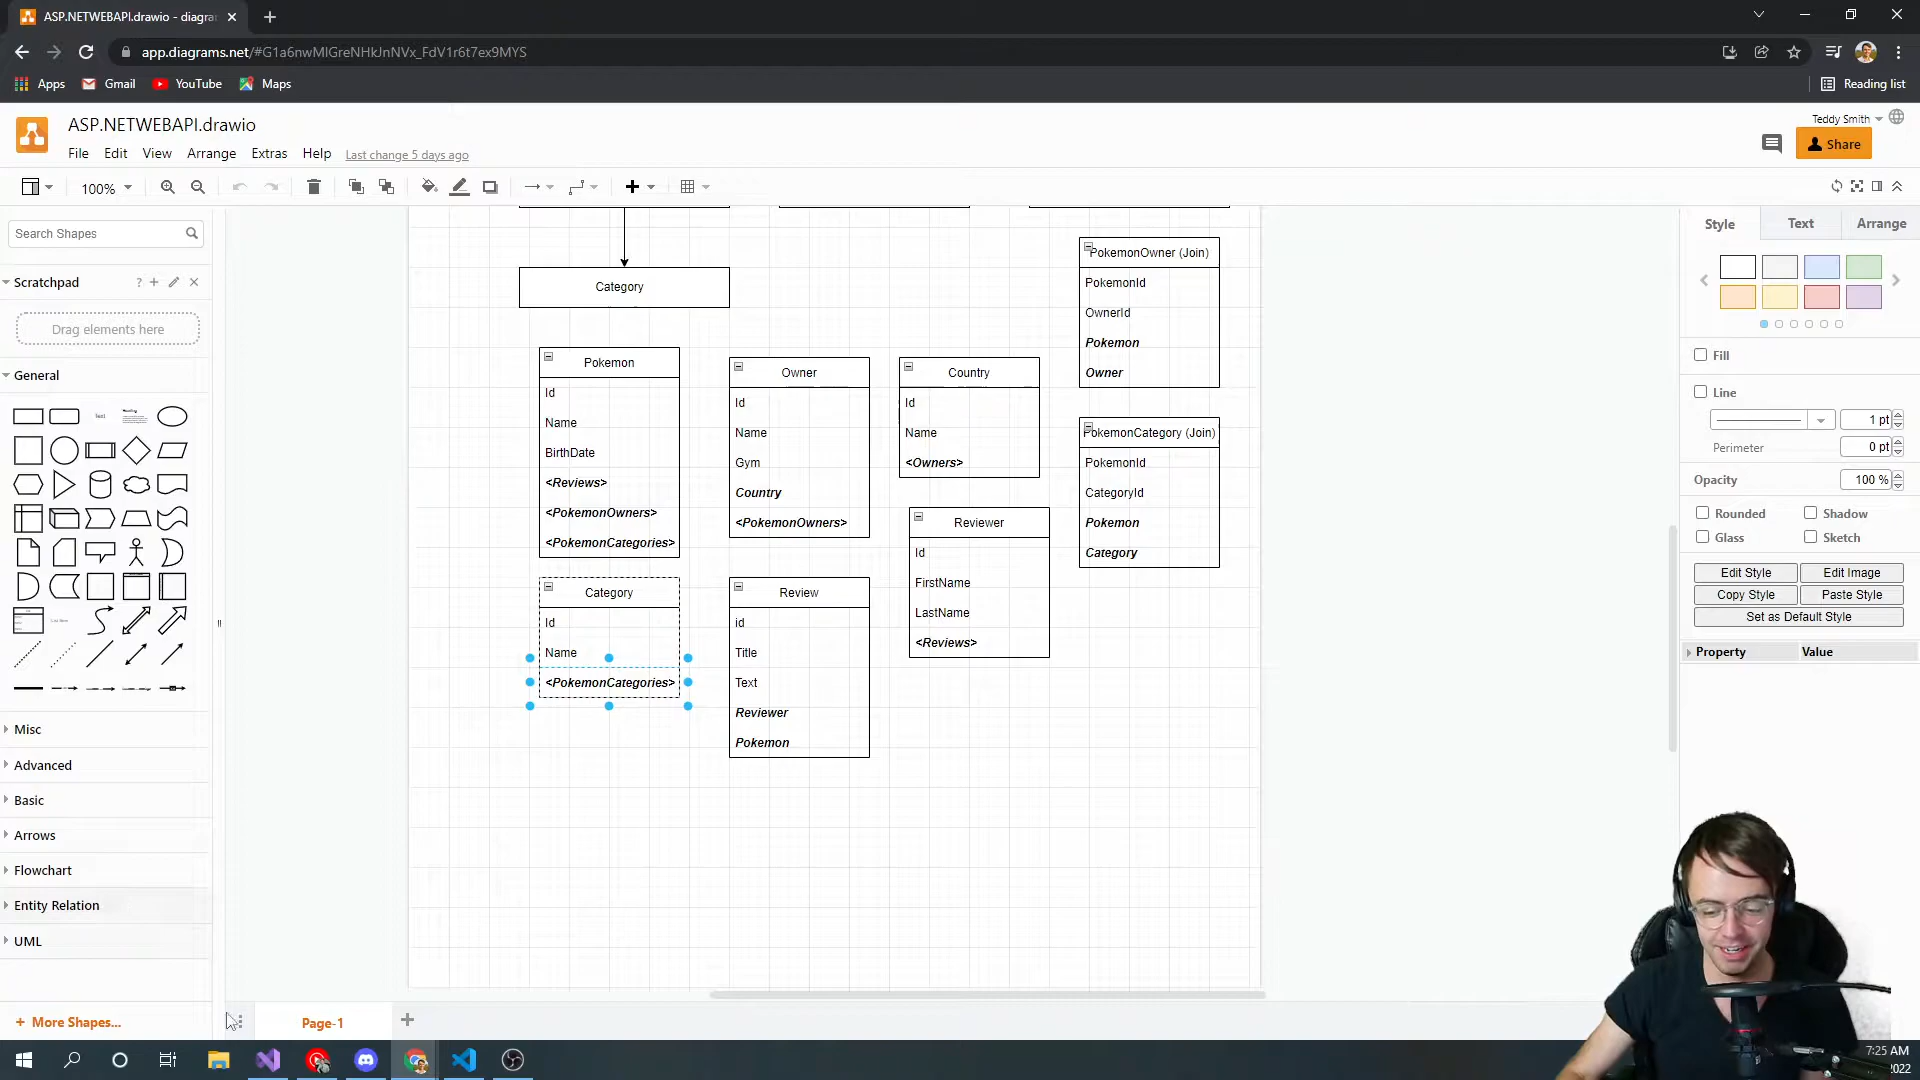 ASP.NETWEBAPI.drawio - diagra
app.diagrams.net/#G1a6nwMIGreNHkJnNVx_FdV1r6t7ex9MYS
Apps
Gmail
YouTube
Maps
Reading list
ASP.NETWEBAPI.drawio
Teddy Smith
File
Edit
View
Arrange
Extras
Help
Last change 5 days ago
Share
100%
Search Shapes
Scratchpad
?
Drag elements here
General
Text
Heading
List Item
Misc
Advanced
Basic
Arrows
Flowchart
Entity Relation
UML
+ More Shapes...
Category
Pokemon
Id
Name
BirthDate
<Reviews>
<PokemonOwners>
<PokemonCategories>
Category
Id
Name
<PokemonCategories>
Owner
Id
Name
Gym
Country
<PokemonOwners>
Review
id
Title
Text
Reviewer
Pokemon
Country
Id
Name
<Owners>
Reviewer
Id
FirstName
LastName
<Reviews>
PokemonOwner (Join)
PokemonId
OwnerId
Pokemon
Owner
PokemonCategory (Join)
PokemonId
CategoryId
Pokemon
Category
Page-1
Style
Text
Arrange
Fill
Line
1 pt
Perimeter
0 pt
Opacity
100 %
Rounded
Shadow
Glass
Sketch
Edit Style
Edit Image
Copy Style
Paste Style
Set as Default Style
Property
Value
7:25 AM
2022